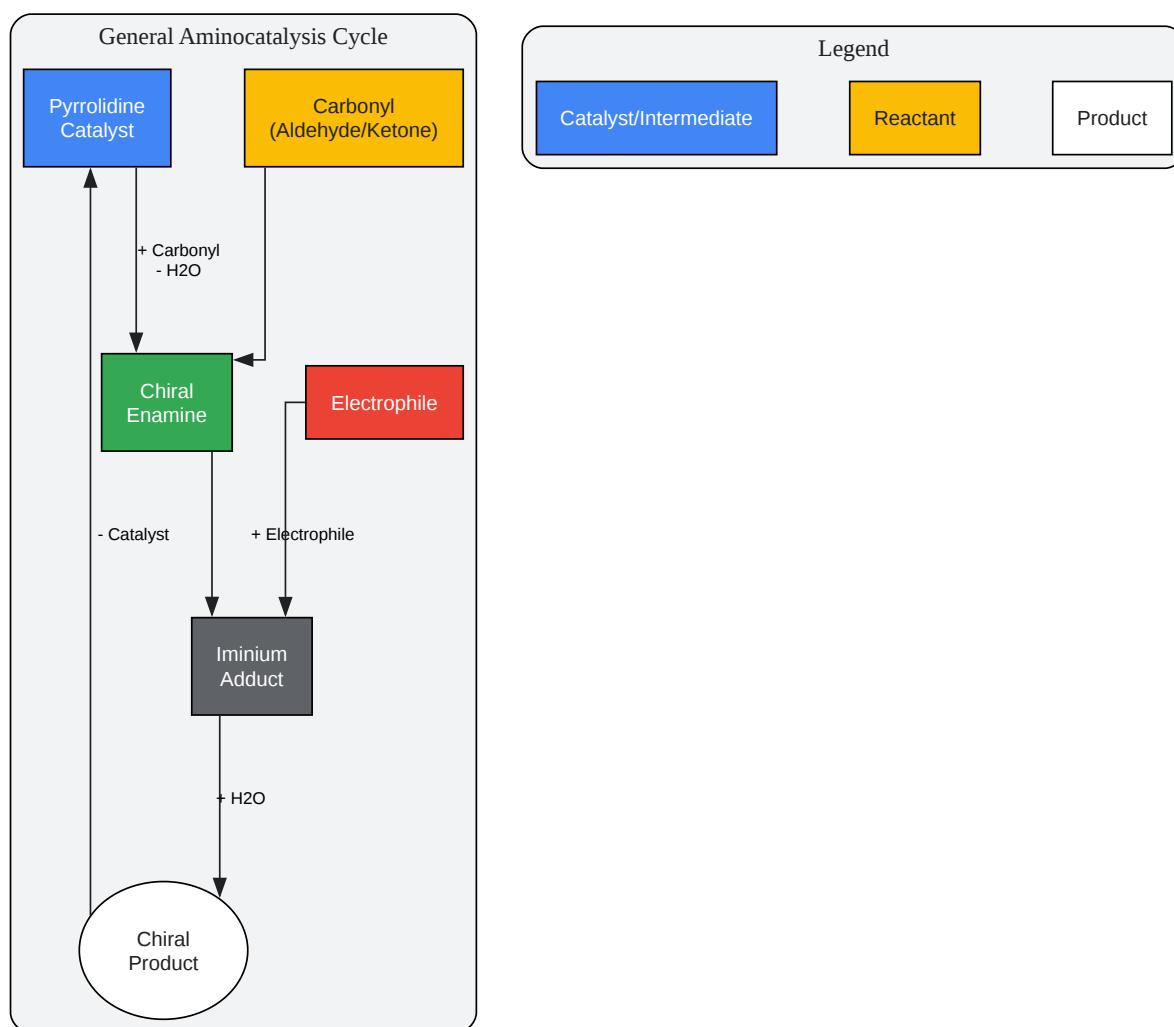 General Aminocatalysis Cycle
Pyrrolidine
Catalyst
Carbonyl
(Aldehyde/Ketone)
+ Carbonyl
- H2O
Chiral
Enamine
Electrophile
- Catalyst
+ Electrophile
Iminium
Adduct
+ H2O
Chiral
Product
Legend
Catalyst/Intermediate
Reactant
Product